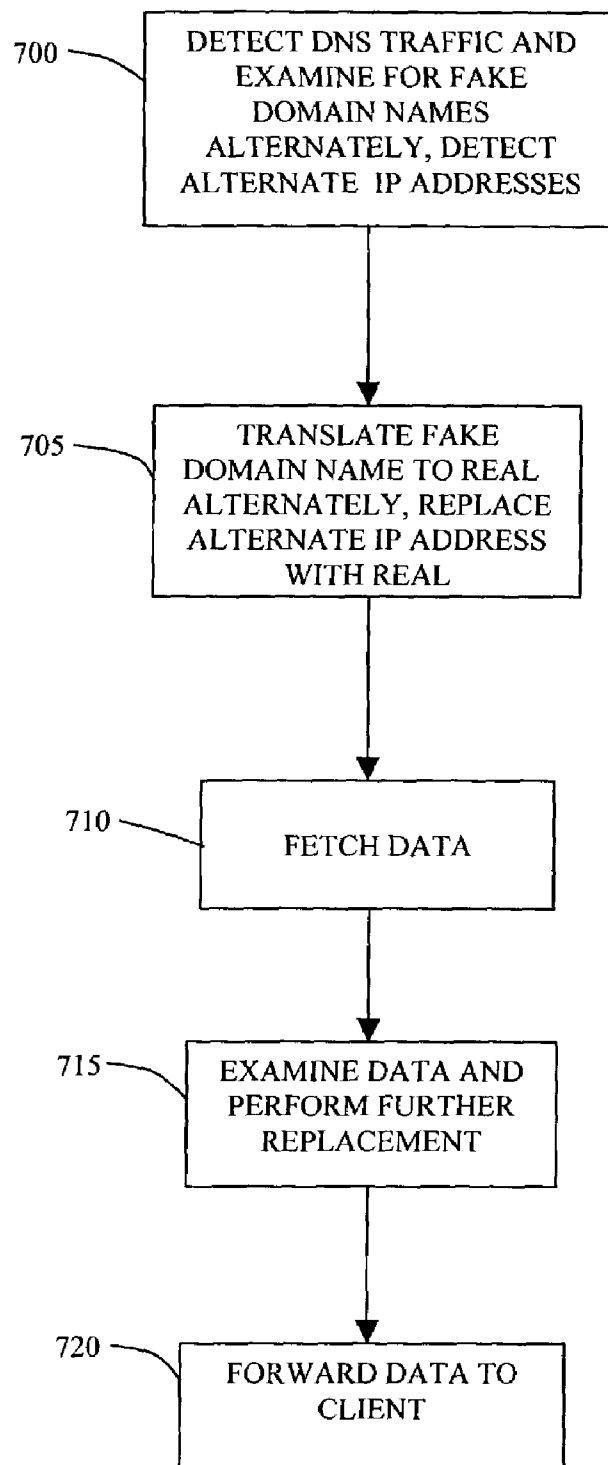 700
DETECT DNS TRAFFIC AND
EXAMINE FOR FAKE
DOMAIN NAMES
ALTERNATELY, DETECT
ALTERNATE IP ADDRESSES
705
TRANSLATE FAKE
DOMAIN NAME TO REAL
ALTERNATELY, REPLACE
ALTERNATE IP ADDRESS
WITH REAL
710
FETCH DATA
715
EXAMINE DATA AND
PERFORM FURTHER
REPLACEMENT
720
FORWARD DATA TO
CLIENT